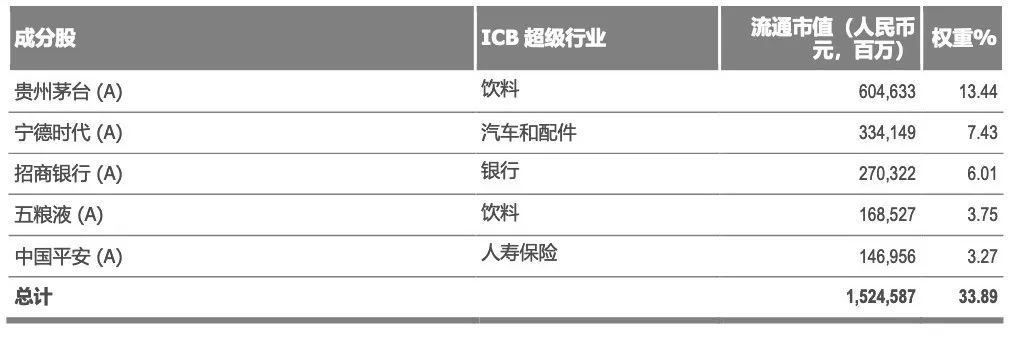 成分股 ICB 超级行业 流通市值（人民币元，百万） 权重%
贵州茅台 (A) 饮料 604,633 13.44
宁德时代 (A) 汽车和配件 334,149 7.43
招商银行 (A) 银行 270,322 6.01
五粮液 (A) 饮料 168,527 3.75
中国平安 (A) 人寿保险 146,956 3.27
总计 1,524,587 33.89